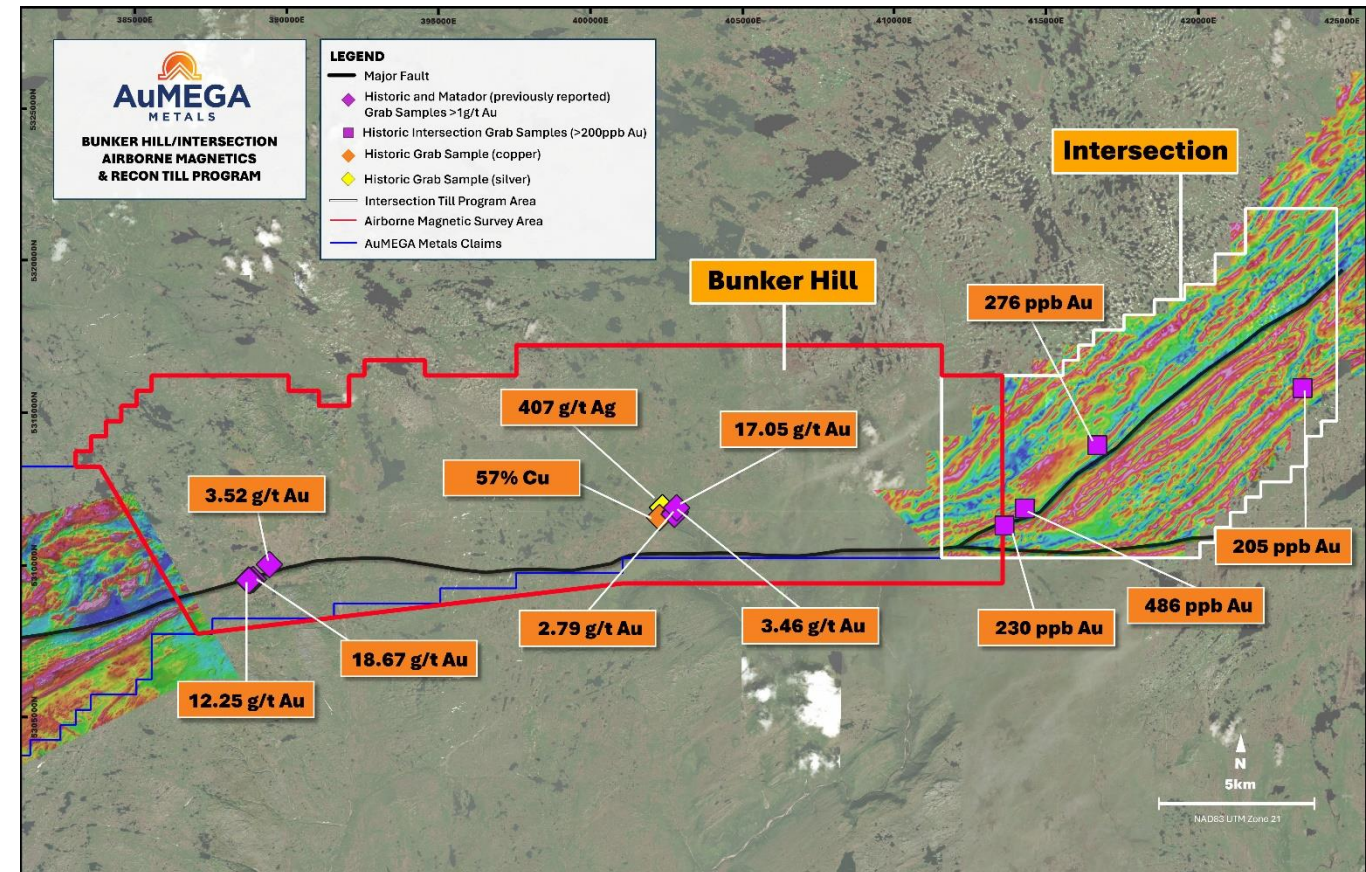 385000E
390000E
395000E
400000E
405000E
410000E
415000E
420000E
425000E
5325000N
5320000N
5315000N
5310000N
5305000N
AuMEGA
METALS
BUNKER HILL/INTERSECTION
AIRBORNE MAGNETICS
& RECON TILL PROGRAM
LEGEND
Major Fault
Historic and Matador (previously reported)
Grab Samples >1g/t Au
Historic Intersection Grab Samples (>200ppb Au)
Historic Grab Sample (copper)
Historic Grab Sample (silver)
Intersection Till Program Area
Airborne Magnetic Survey Area
AuMEGA Metals Claims
Intersection
Bunker Hill
276 ppb Au
407 g/t Ag
17.05 g/t Au
57% Cu
3.52 g/t Au
205 ppb Au
486 ppb Au
2.79 g/t Au
3.46 g/t Au
230 ppb Au
18.67 g/t Au
12.25 g/t Au
N
5km
NAD83 UTM Zone 21